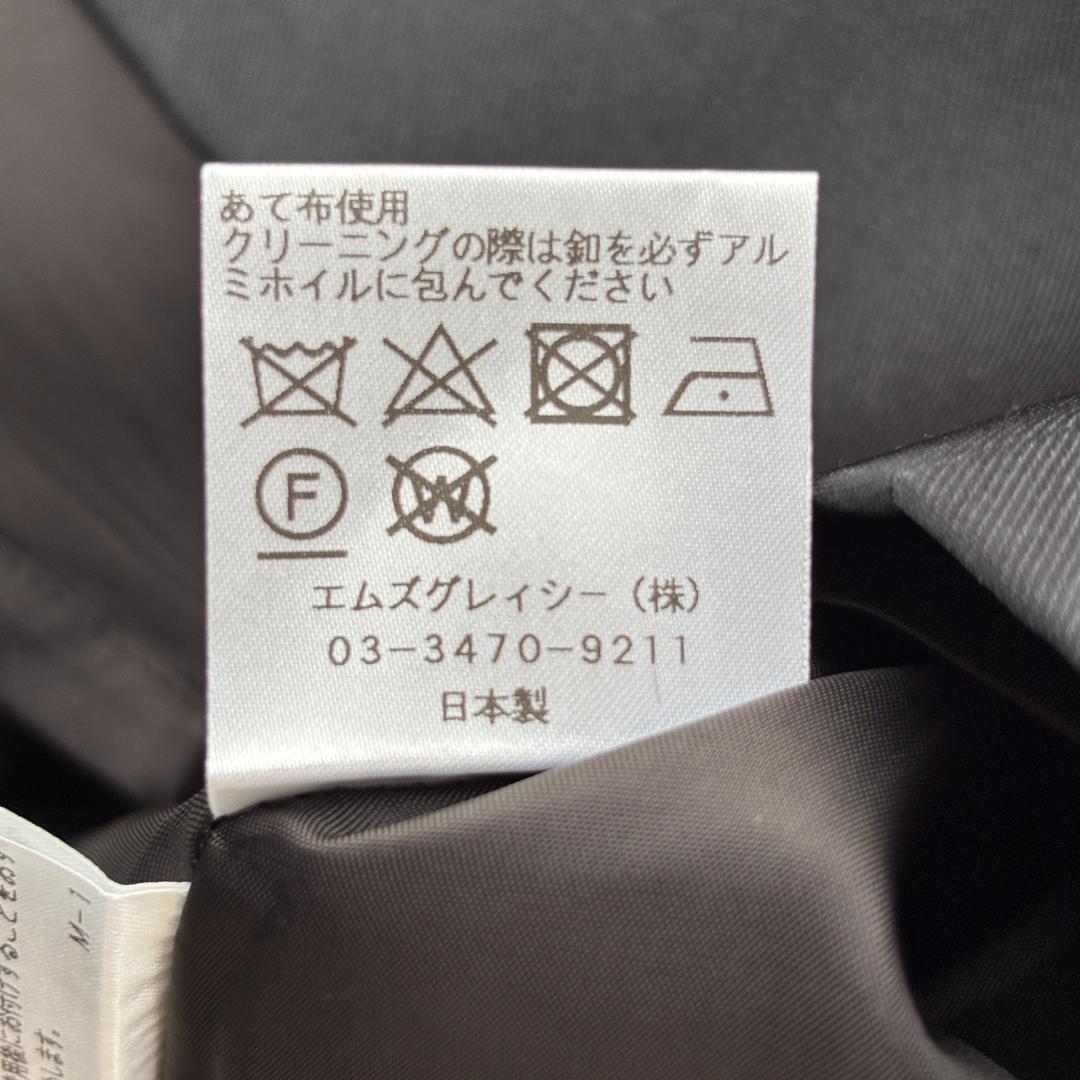 あて布使用
クリーニングの際は釦を必ずアル
ミホイルに包んでください
F
W
エムズグレィシー（株）
03-3470-9211
日本製
M-1